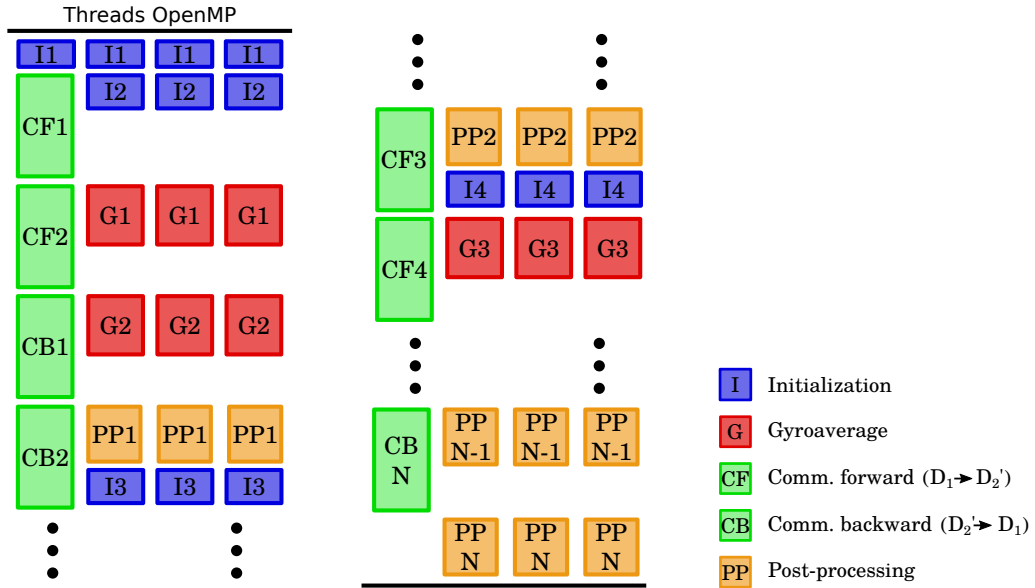 Threads OpenMP
I1 I1 I1 I1
CF1 I2 I2 I2
CF2 G1 G1 G1
CB1 G2 G2 G2
CB2 PP1 PP1 PP1
I3 I3 I3
CF3 PP2 PP2 PP2
I4 I4 I4
CF4 G3 G3 G3
CB N
PP N-1 PP N-1 PP N-1
PP N PP N PP N
I Initialization
G Gyroaverage
CF Comm. forward (D₁→D₂')
CB Comm. backward (D₂'→D₁)
PP Post-processing